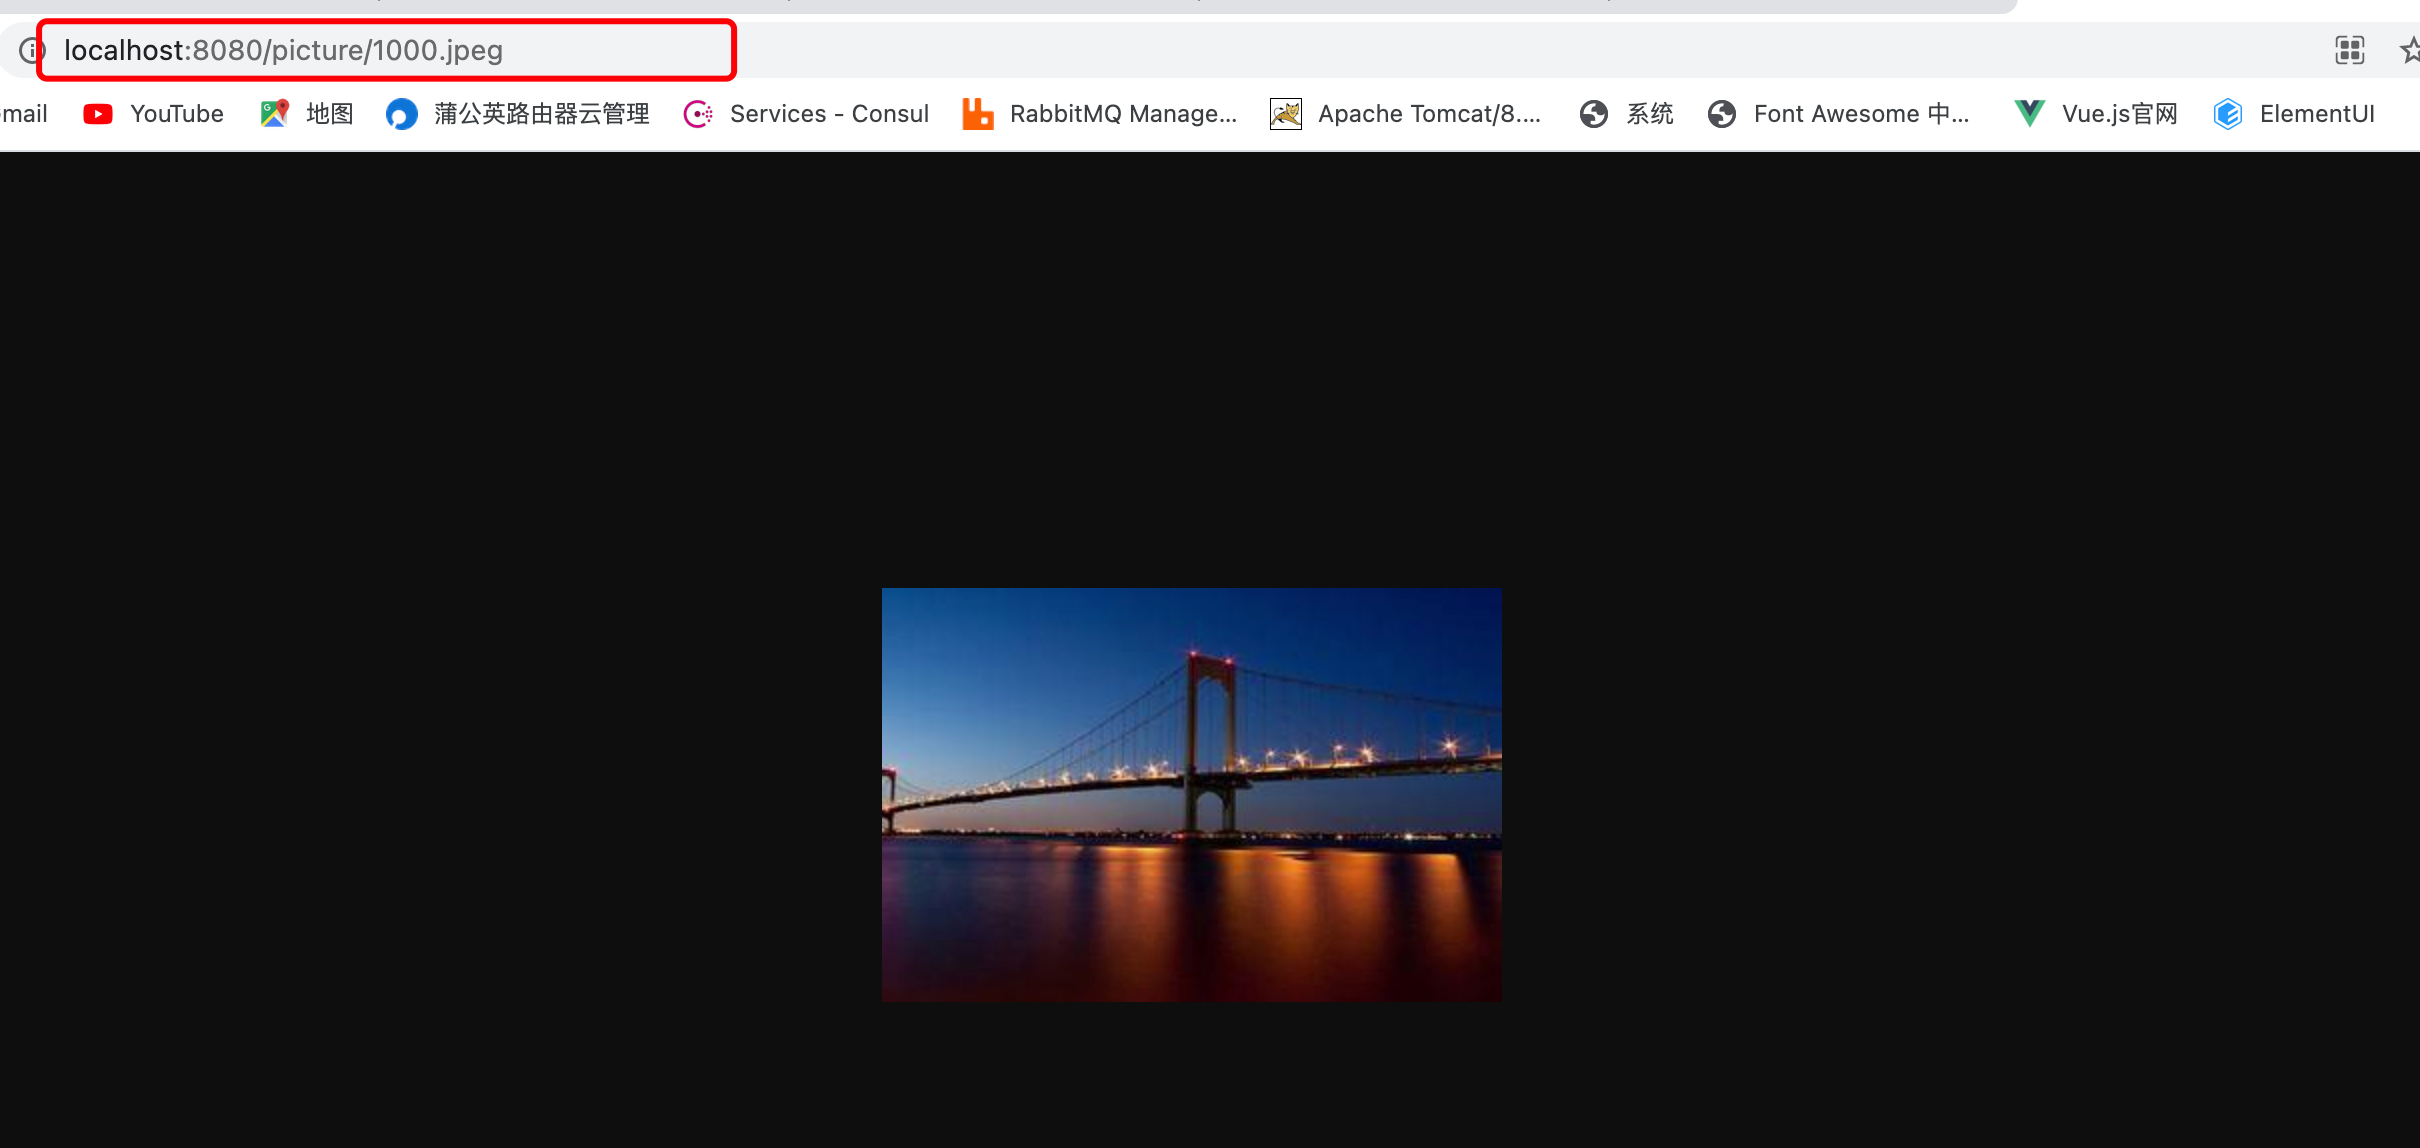 localhost:8080/picture/1000.jpeg
mail YouTube 地图 蒲公英路由器云管理 Services - Consul RabbitMQ Manage... Apache Tomcat/8.... 系统 Font Awesome 中... Vue.js官网 ElementUI